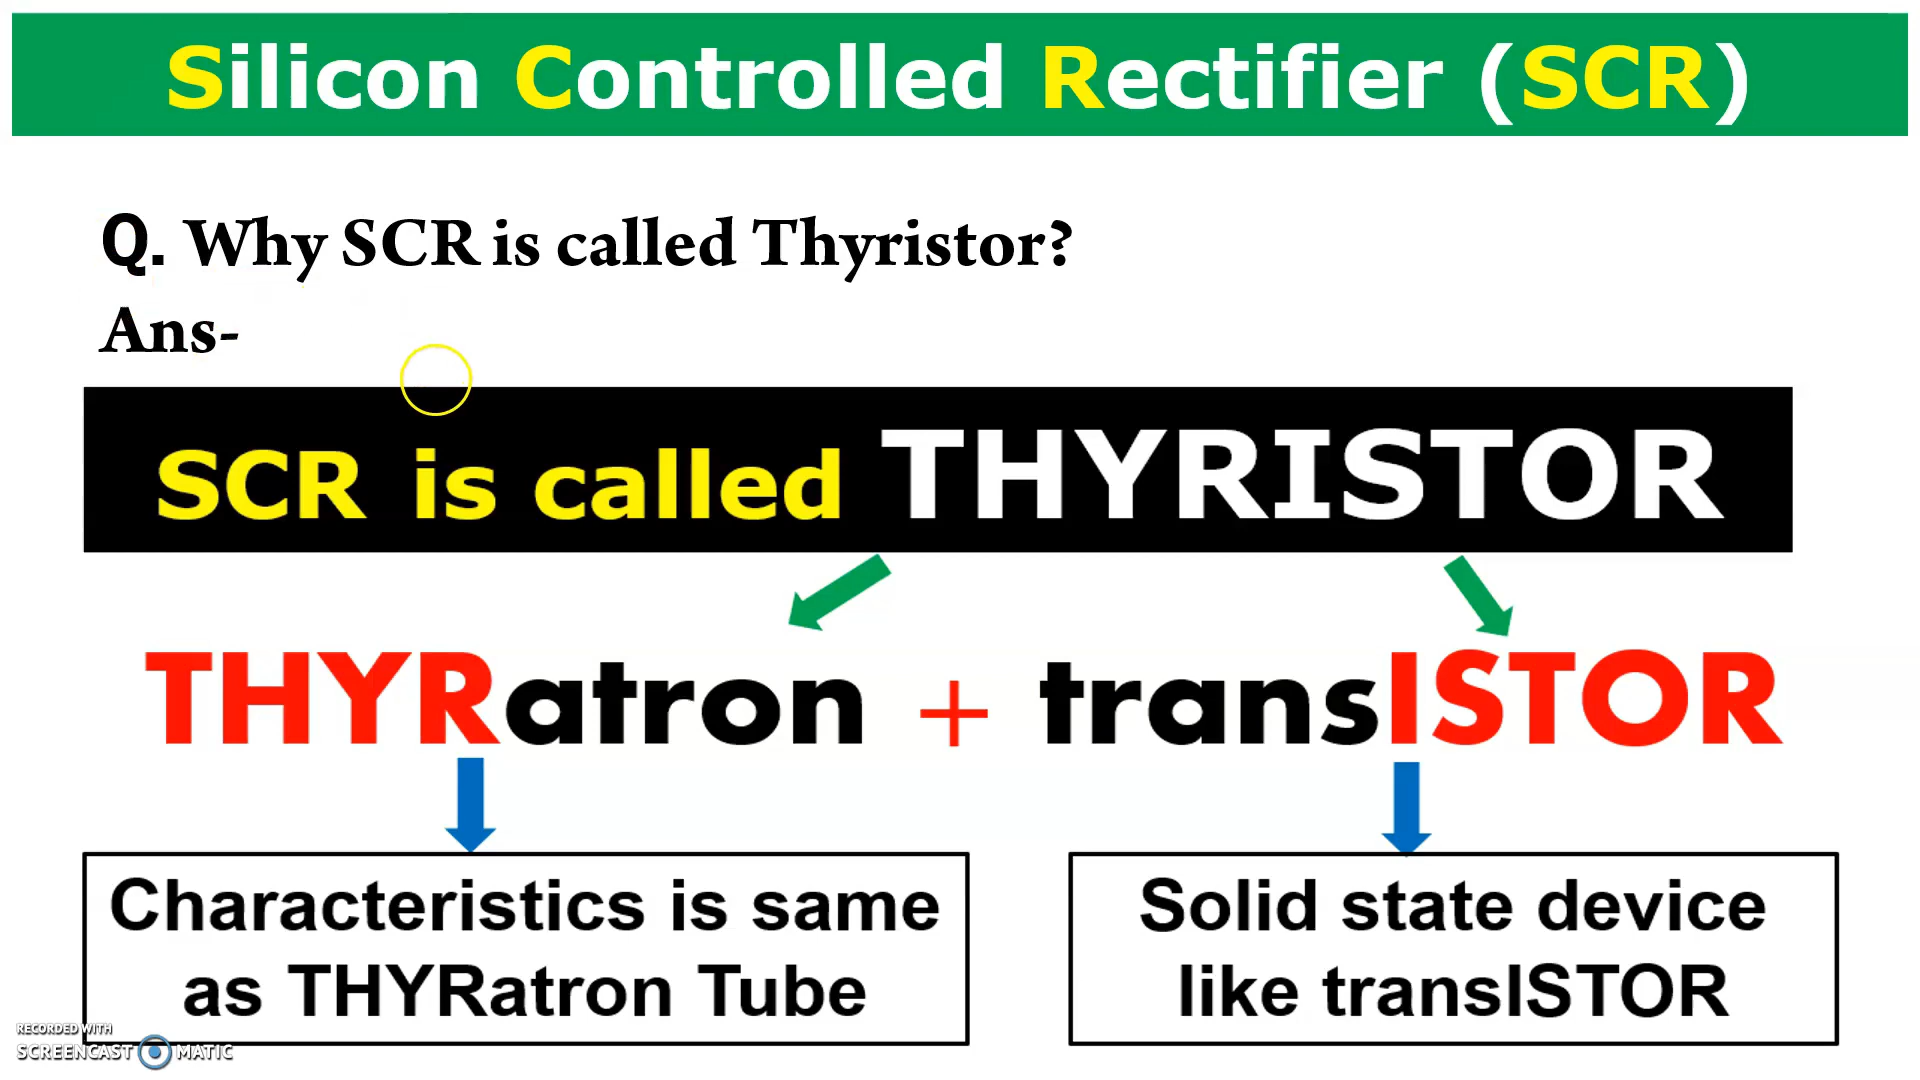 Silicon Controlled Rectifier (SCR)
Q. Why SCR is called Thyristor?
Ans-
SCR is called THYRISTOR
THYRatron + transISTOR
Characteristics is same
as THYRatron Tube
Solid state device
like transISTOR
RECORDED WITH
SCREENCAST MATIC